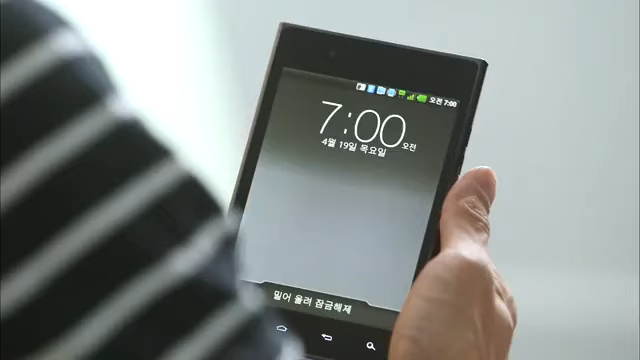 오전 7:00
7:00 오전
4월 19일 목요일
밀어 올려 잠금해제